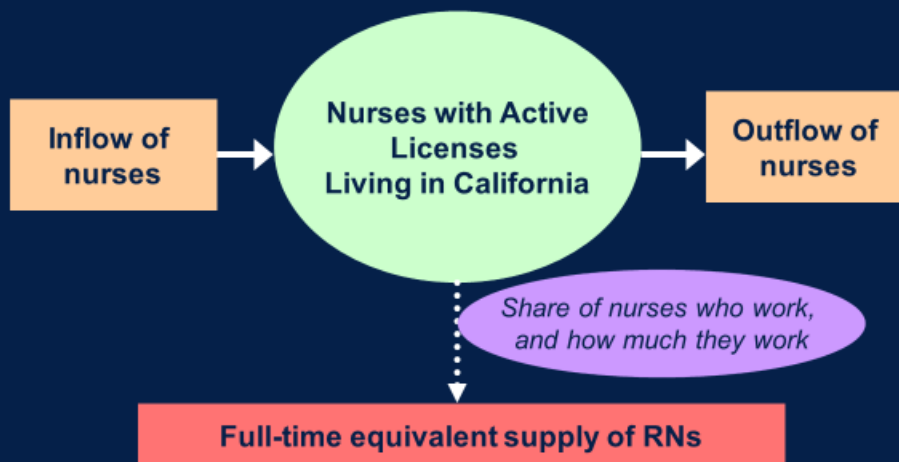 Inflow of
nurses
Nurses with Active
Licenses
Living in California
Outflow of
nurses
Share of nurses who work,
and how much they work
Full-time equivalent supply of RNs